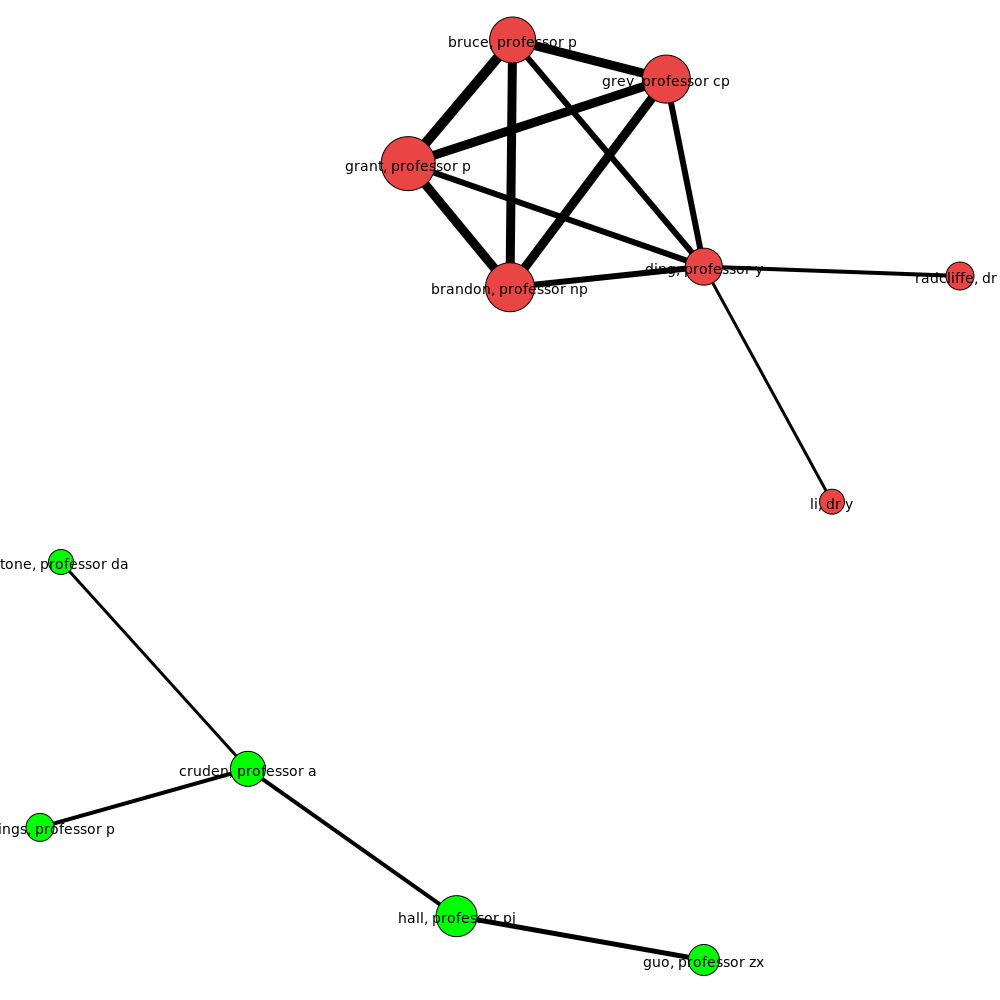 bruce, professor p
grey, professor cp
grant, professor p
ding, professor y
radcliffe, dr
brandon, professor np
li, dr y
tone, professor da
cruden, professor a
ings, professor p
hall, professor pj
guo, professor zx